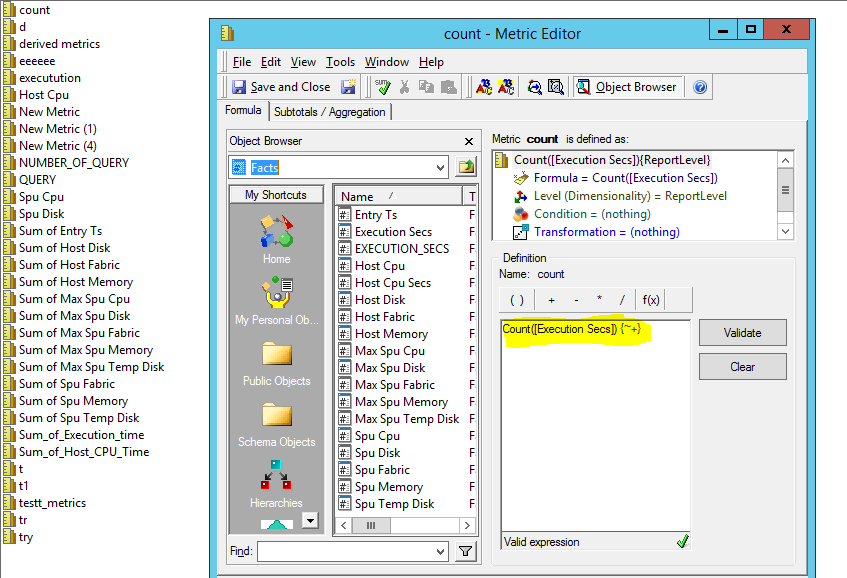 count
d
derived metrics
eeeeee
executution
Host Cpu
New Metric
New Metric (1)
New Metric (4)
NUMBER_OF_QUERY
QUERY
Spu Cpu
Spu Disk
Sum of Entry Ts
Sum of Host Disk
Sum of Host Fabric
Sum of Host Memory
Sum of Max Spu Cpu
Sum of Max Spu Disk
Sum of Max Spu Fabric
Sum of Max Spu Memory
Sum of Max Spu Temp Disk
Sum of Spu Fabric
Sum of Spu Memory
Sum of Spu Temp Disk
Sum_of_Execution_time
Sum_of_Host_CPU_Time
t
t1
testt_metrics
tr
try
count - Metric Editor
File Edit View Tools Window Help
Save and Close Object Browser
Formula Subtotals / Aggregation
Object Browser
Facts
My Shortcuts
Home
My Personal Ob...
Public Objects
Schema Objects
Hierarchies
Name T
Entry Ts F
Execution Secs F
EXECUTION_SECS F
Host Cpu F
Host Cpu Secs F
Host Disk F
Host Fabric F
Host Memory F
Max Spu Cpu F
Max Spu Disk F
Max Spu Fabric F
Max Spu Memory F
Max Spu Temp Disk F
Spu Cpu F
Spu Disk F
Spu Fabric F
Spu Memory F
Spu Temp Disk F
Find:
Metric count is defined as:
Count([Execution Secs]){ReportLevel}
Formula = Count([Execution Secs])
Level (Dimensionality) = ReportLevel
Condition = (nothing)
Transformation = (nothing)
Definition
Name: count
( ) + - * / f(x)
Count([Execution Secs]) {~+}
Validate
Clear
Valid expression